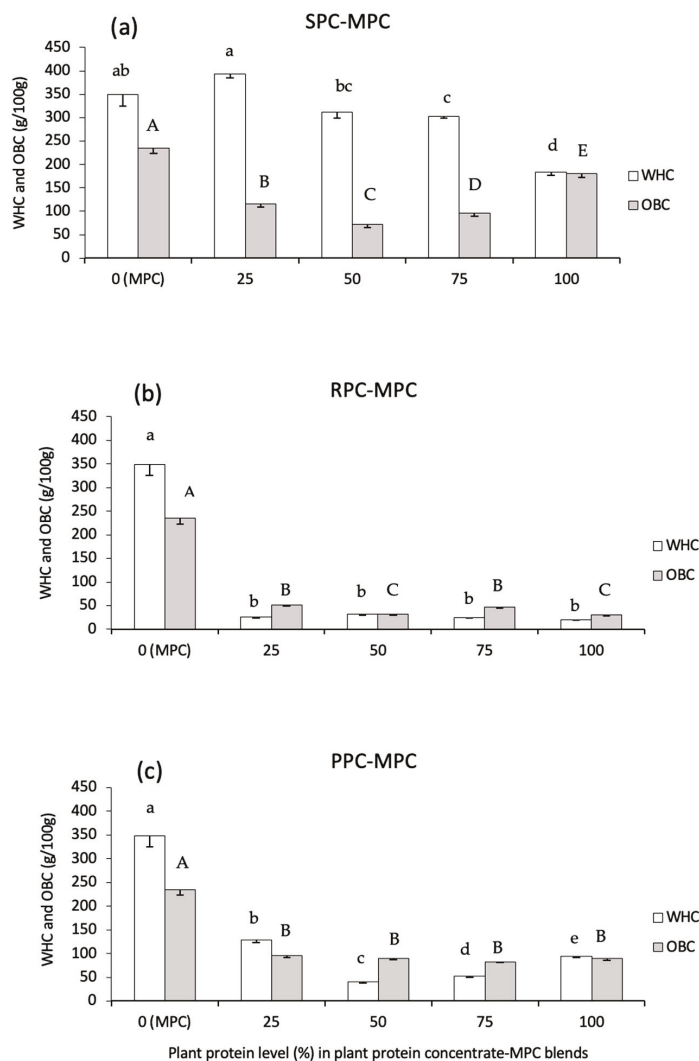 (a) SPC-MPC
WHC and OBC (g/100g)
450
400
350
300
250
200
150
100
50
0
ab
A
a
B
bc
C
c
D
d
E
0 (MPC) 25 50 75 100
WHC
OBC
(b) RPC-MPC
WHC and OBC (g/100g)
450
400
350
300
250
200
150
100
50
0
a
A
b
B
b
C
b
B
b
C
0 (MPC) 25 50 75 100
WHC
OBC
(c) PPC-MPC
WHC and OBC (g/100g)
450
400
350
300
250
200
150
100
50
0
a
A
b
B
c
B
d
B
e
B
0 (MPC) 25 50 75 100
WHC
OBC
Plant protein level (%) in plant protein concentrate-MPC blends